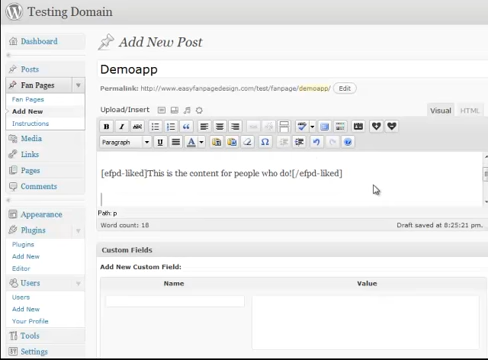 Testing Domain
Dashboard
Posts
Fan Pages
Fan Pages
Add New
Instructions
Media
Links
Pages
Comments
Appearance
Plugins
Plugins
Add New
Editor
Users
Users
Add New
Your Profile
Tools
Settings
Add New Post
Demoapp
Permalink: http://www.easyfanpagedesign.com/test/fanpage/demoapp/ Edit
Upload/Insert
Visual HTML
B I ABC
Paragraph U A
[efpd-liked]This is the content for people who do![/efpd-liked]
Path: p
Word count: 18 Draft saved at 8:25:21 pm.
Custom Fields
Add New Custom Field:
Name Value